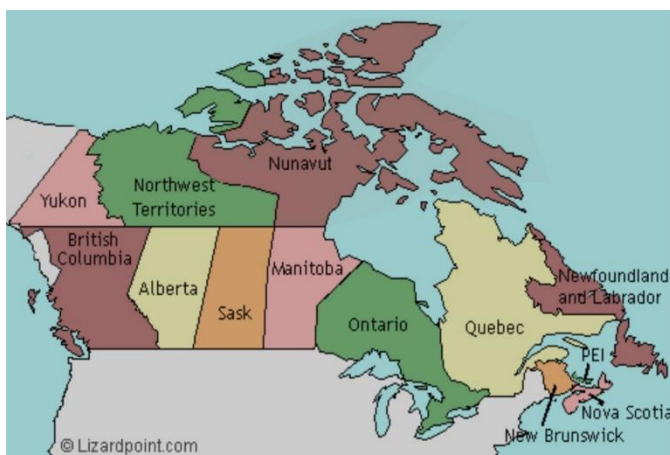 Nunavut
Northwest
Territories
Yukon
British
Columbia
Alberta
Sask
Manitoba
Ontario
Quebec
Newfoundland
and Labrador
PEI
Nova Scotia
New Brunswick
© Lizardpoint.com